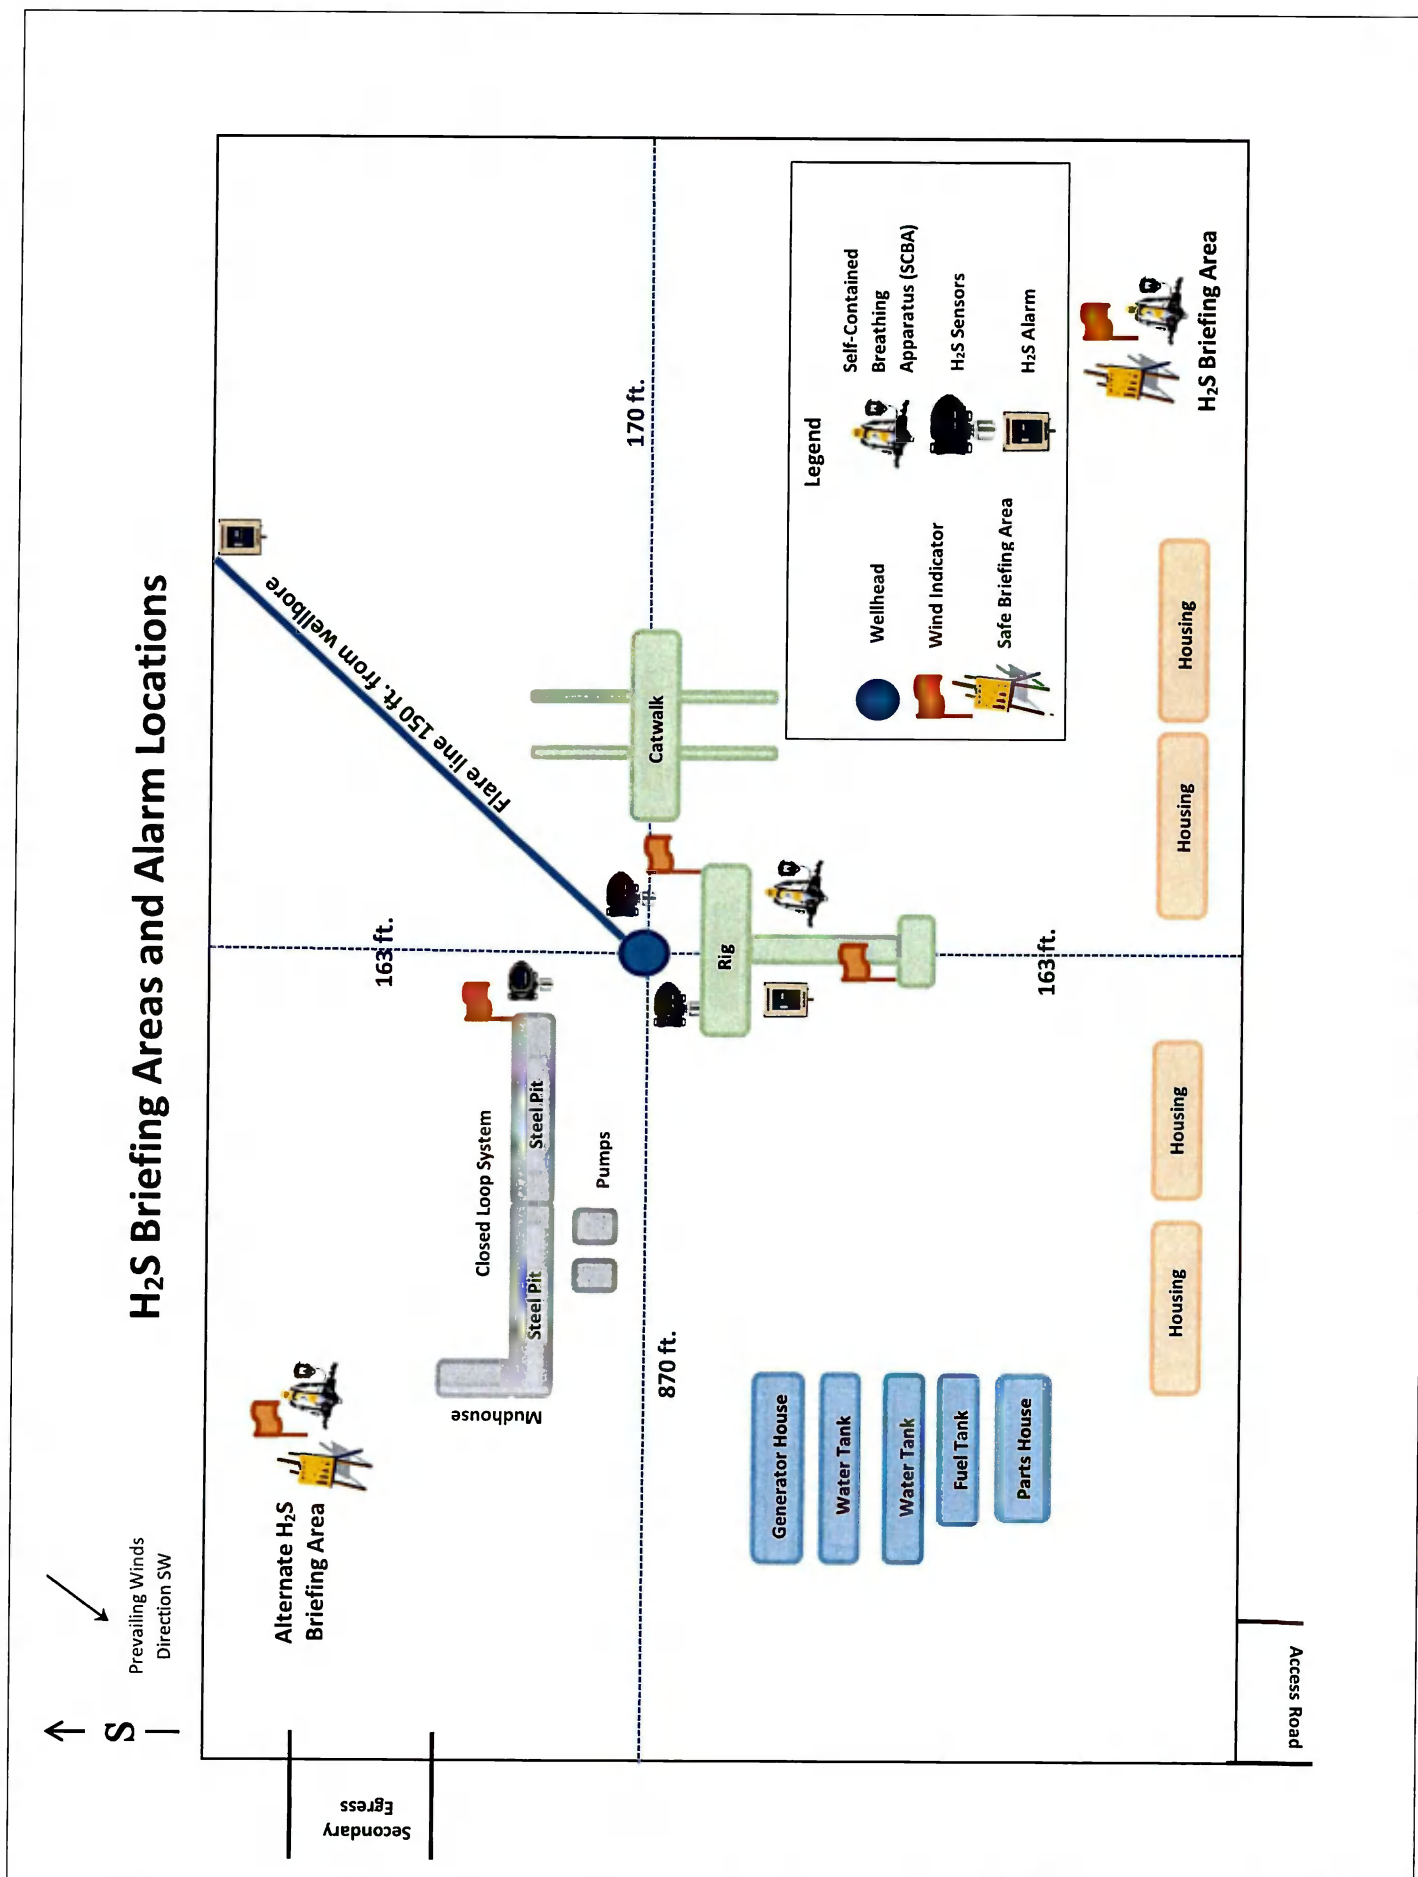 H₂S Briefing Areas and Alarm Locations
S
Prevailing Winds
Direction SW
Secondary
Egress
Alternate H₂S
Briefing Area
Mudhouse
Closed Loop System
Steel Pit
Steel Pit
Pumps
163 ft.
Flare line 150 ft. from wellbore
870 ft.
170 ft.
Catwalk
Rig
163 ft.
Generator House
Water Tank
Water Tank
Fuel Tank
Parts House
Legend
Wellhead
Wind Indicator
Safe Briefing Area
Self-Contained
Breathing
Apparatus (SCBA)
H₂S Sensors
H₂S Alarm
Housing
Housing
Housing
Housing
H₂S Briefing Area
Access Road